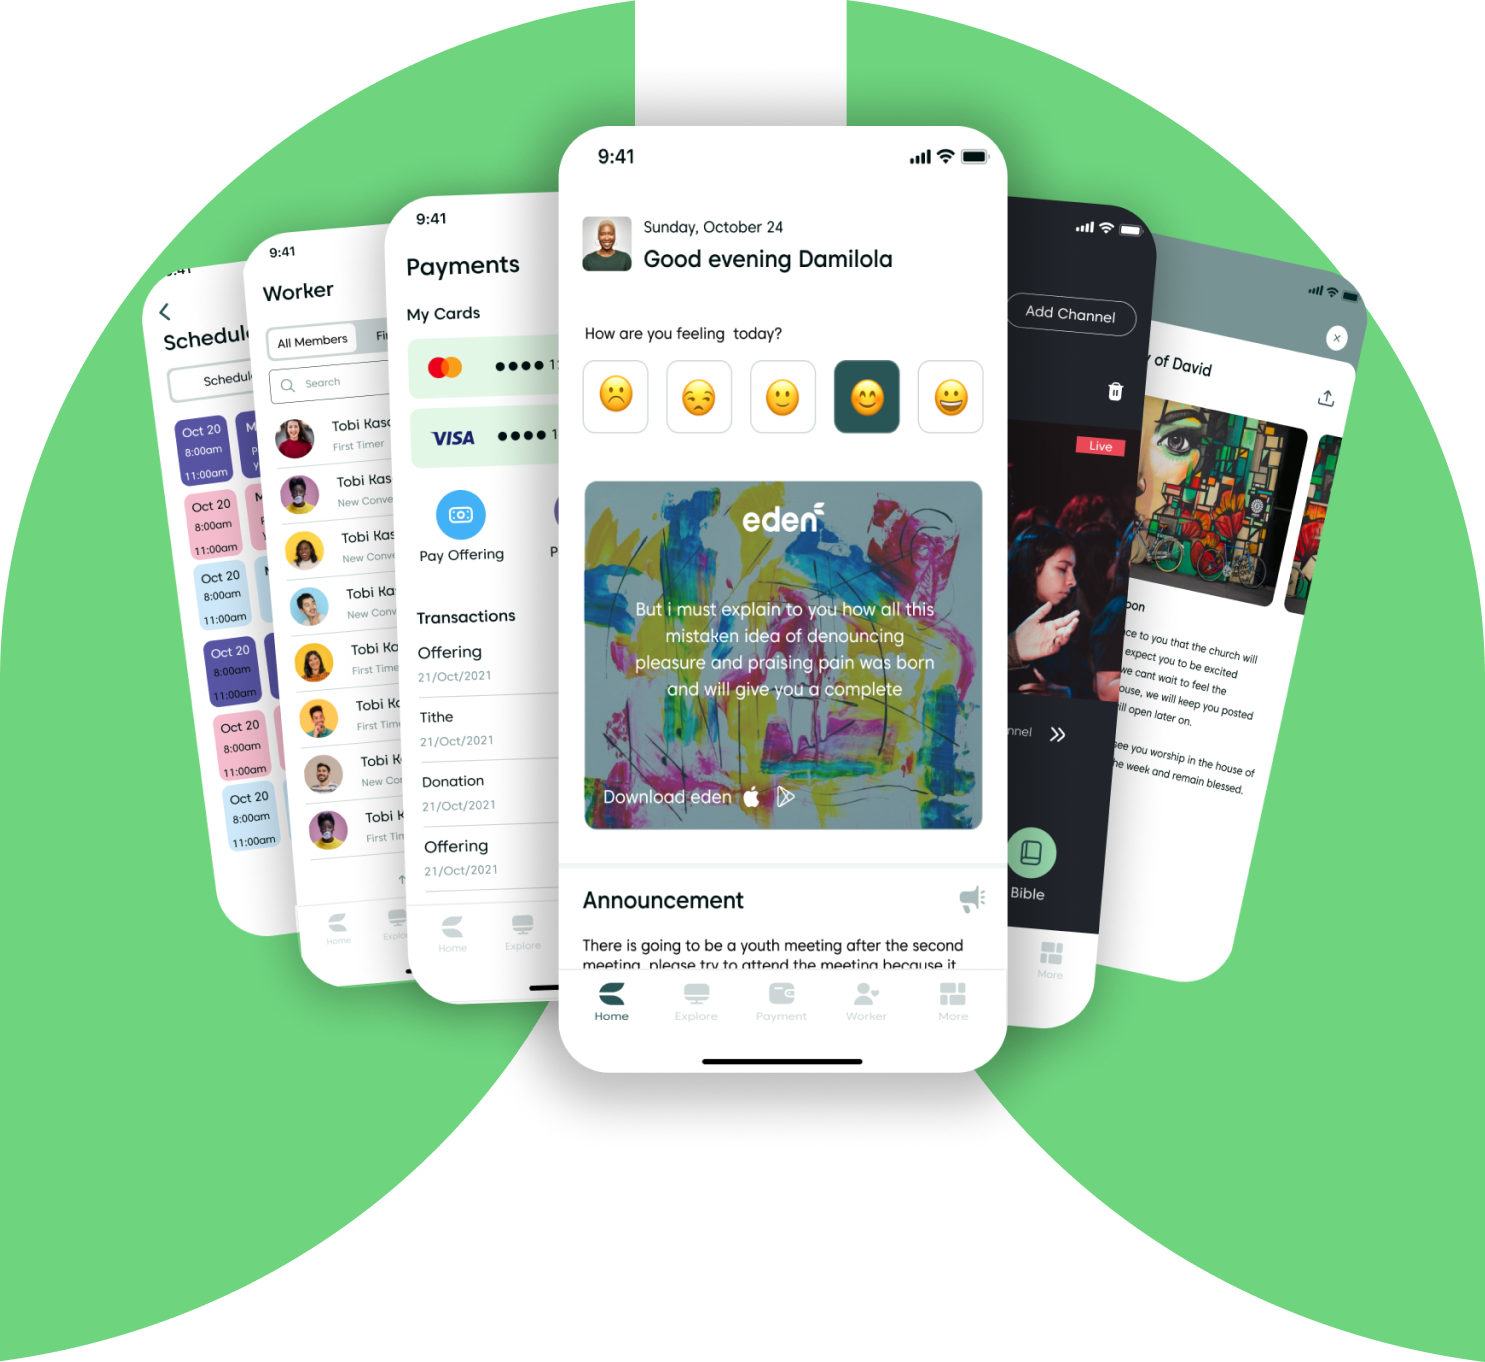 9:41
Schedul
Schedul
Oct 20
8:00am
11:00am
Oct 20
8:00am
11:00am
Oct 20
8:00am
11:00am
Oct 20
8:00am
11:00am
Oct 20
8:00am
11:00am
Oct 20
8:00am
11:00am
9:41
Worker
All Members
Search
Tobi Kas
First Timer
Tobi Kas
New Conve
Tobi Kas
New Conve
Tobi Ka
New Conv
Tobi Ka
First Time
Tobi K
First Tim
Tobi K
New Co
Tobi K
First Tim
Home
Explo
9:41
Payments
My Cards
VISA
Pay Offering
P
Transactions
Offering
21/Oct/2021
Tithe
21/Oct/2021
Donation
21/Oct/2021
Offering
21/Oct/2021
Home
Explore
9:41
Sunday, October 24
Good evening Damilola
How are you feeling today?
eden
But i must explain to you how all this
mistaken idea of denouncing
pleasure and praising pain was born
and will give you a complete
Download eden
Announcement
There is going to be a youth meeting after the second
meeting, please try to attend the meeting because it
Home
Explore
Payment
Worker
More
Add Channel
Live
nnel
Bible
More
y of David
oon
ce to you that the church will
expect you to be excited
we cant wait to feel the
ouse, we will keep you posted
ill open later on.
see you worship in the house of
he week and remain blessed.